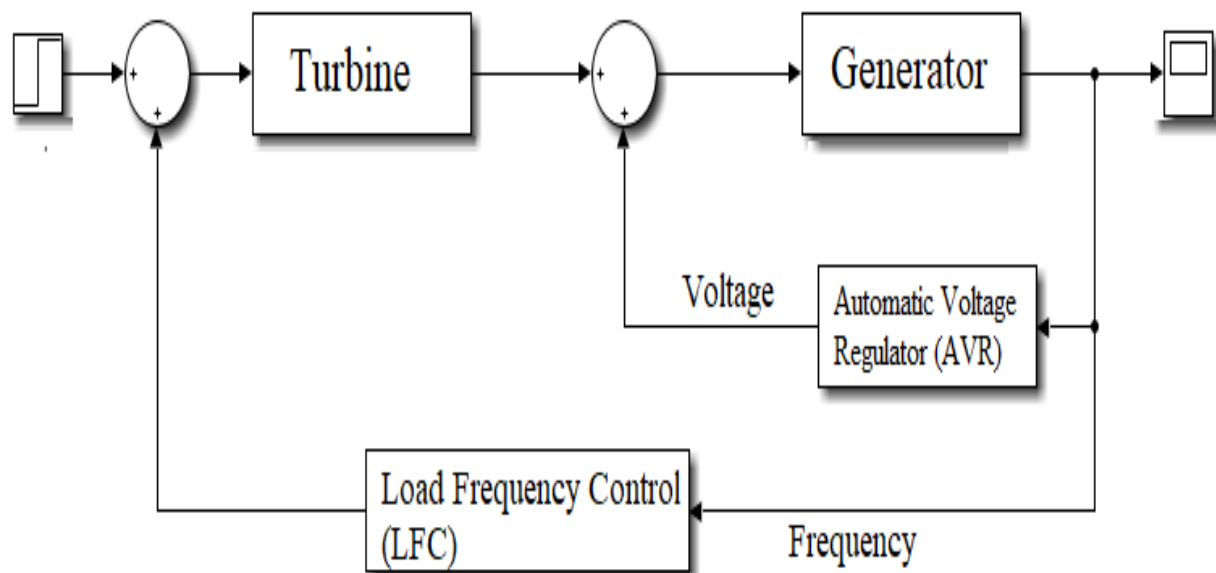 +
+
Turbine
+
+
Generator
Voltage
Automatic Voltage
Regulator (AVR)
Load Frequency Control
(LFC)
Frequency